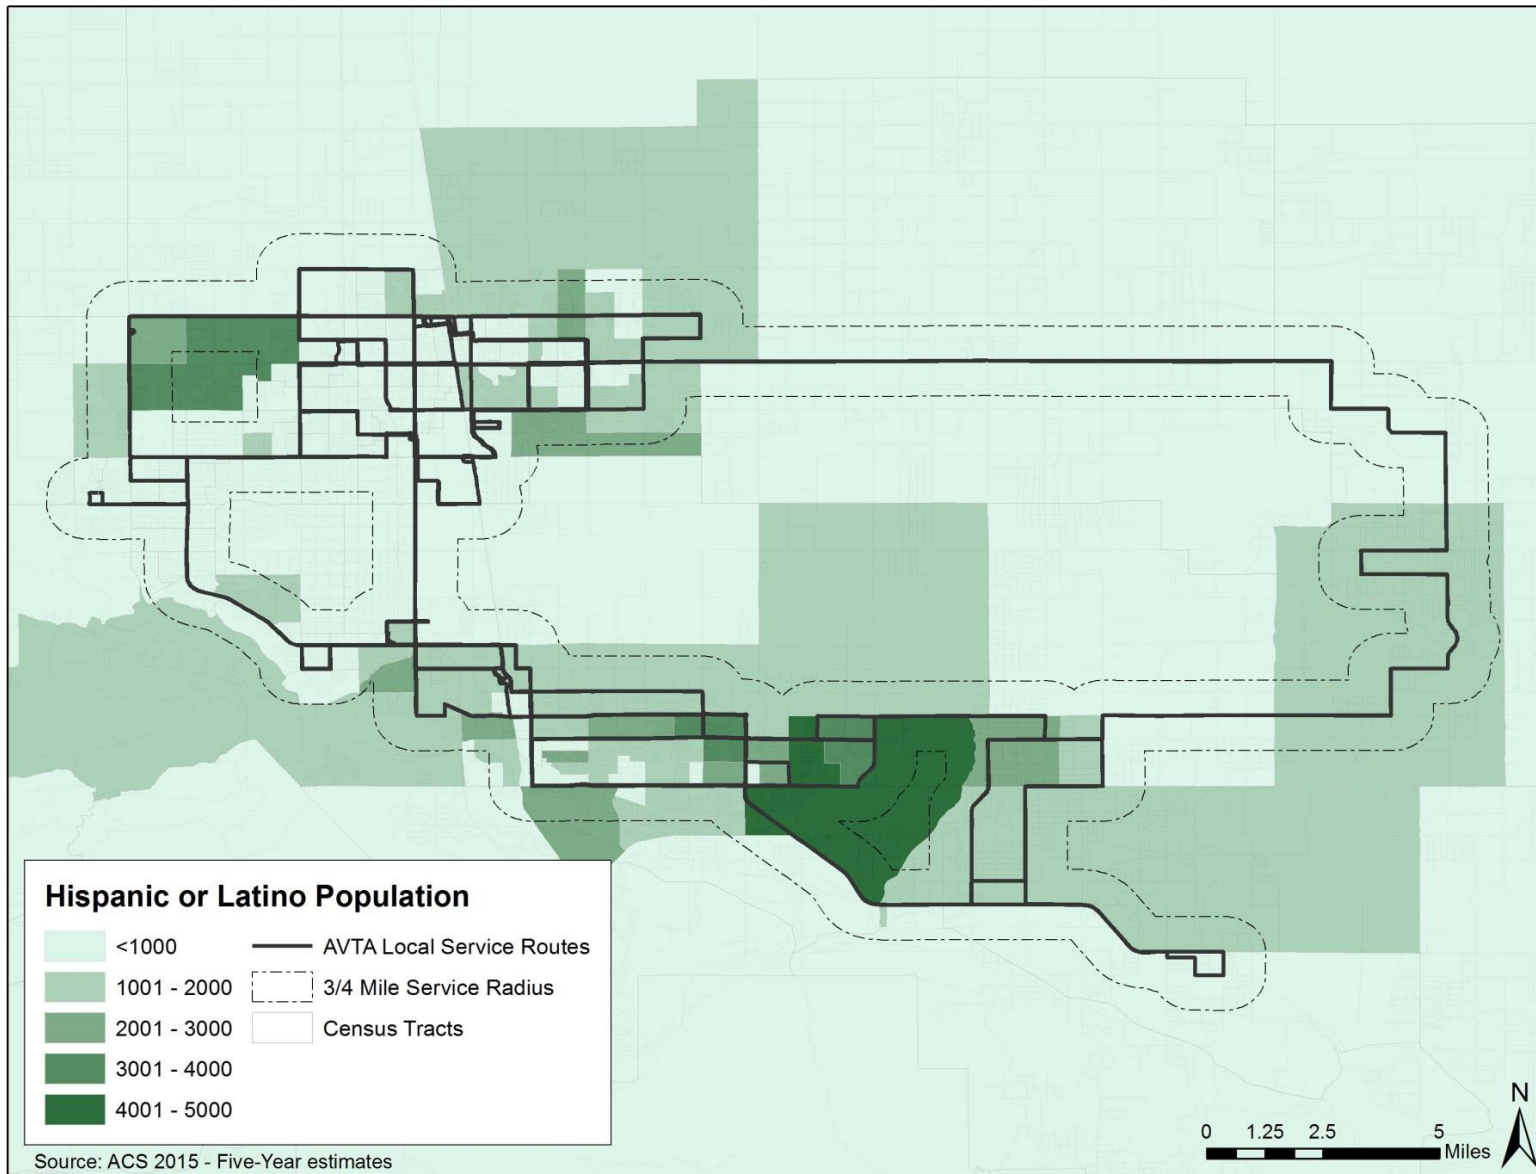 Hispanic or Latino Population
<1000
1001 - 2000
2001 - 3000
3001 - 4000
4001 - 5000
AVTA Local Service Routes
3/4 Mile Service Radius
Census Tracts
Source: ACS 2015 - Five-Year estimates
0 1.25 2.5 5
Miles
N